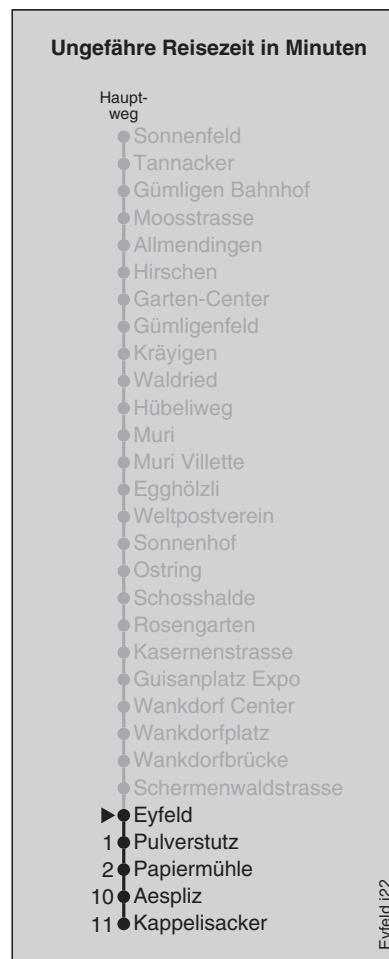 Ungefähre Reisezeit in Minuten
Haupt-
weg
Sonnenfeld
Tannacker
Gümligen Bahnhof
Moosstrasse
Allmendingen
Hirschen
Garten-Center
Gümligenfeld
Kräyigen
Waldried
Hübeliweg
Muri
Muri Villette
Egghölzli
Weltpostverein
Sonnenhof
Ostring
Schosshalde
Rosengarten
Kasernenstrasse
Guisanplatz Expo
Wankdorf Center
Wankdorfplatz
Wankdorfbrücke
Schermenwaldstrasse
Eyfeld
1 Pulverstutz
2 Papiermühle
10 Aespliz
11 Kappelisacker
Eyfeld j22